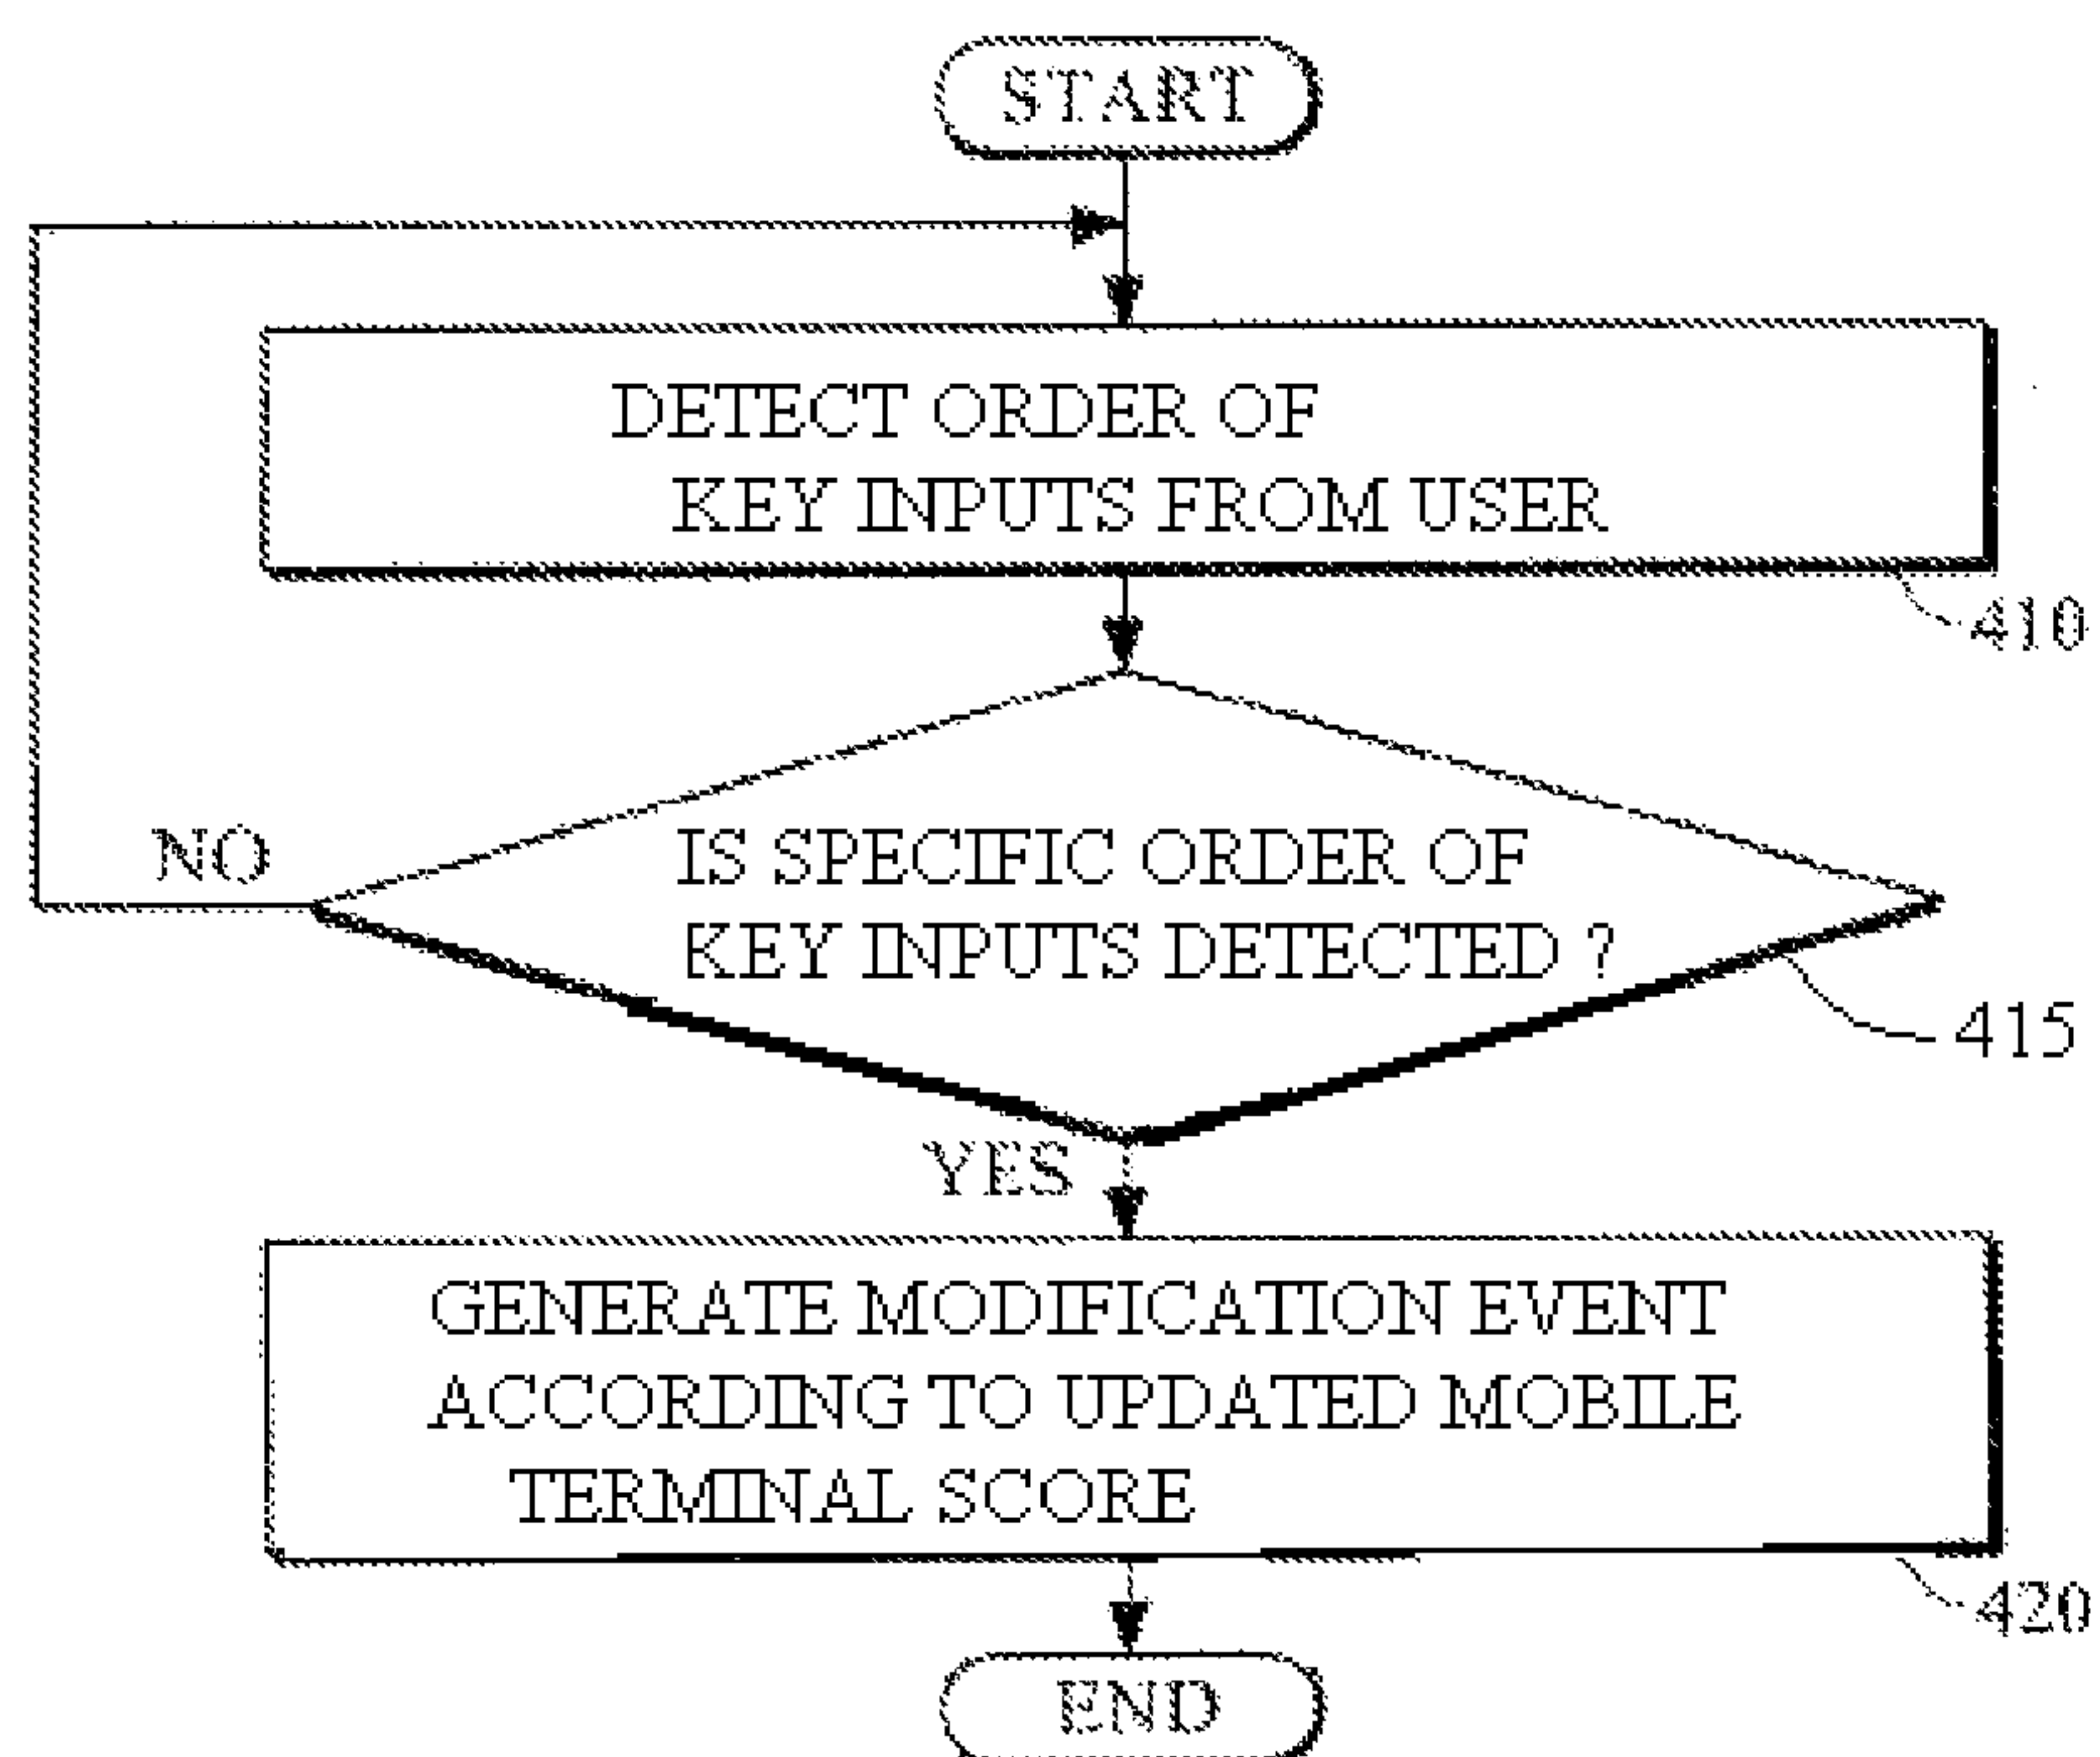 START
DETECT ORDER OF
KEY INPUTS FROM USER
410
NO
IS SPECIFIC ORDER OF
KEY INPUTS DETECTED ?
415
YES
GENERATE MODIFICATION EVENT
ACCORDING TO UPDATED MOBILE
TERMINAL SCORE
420
END